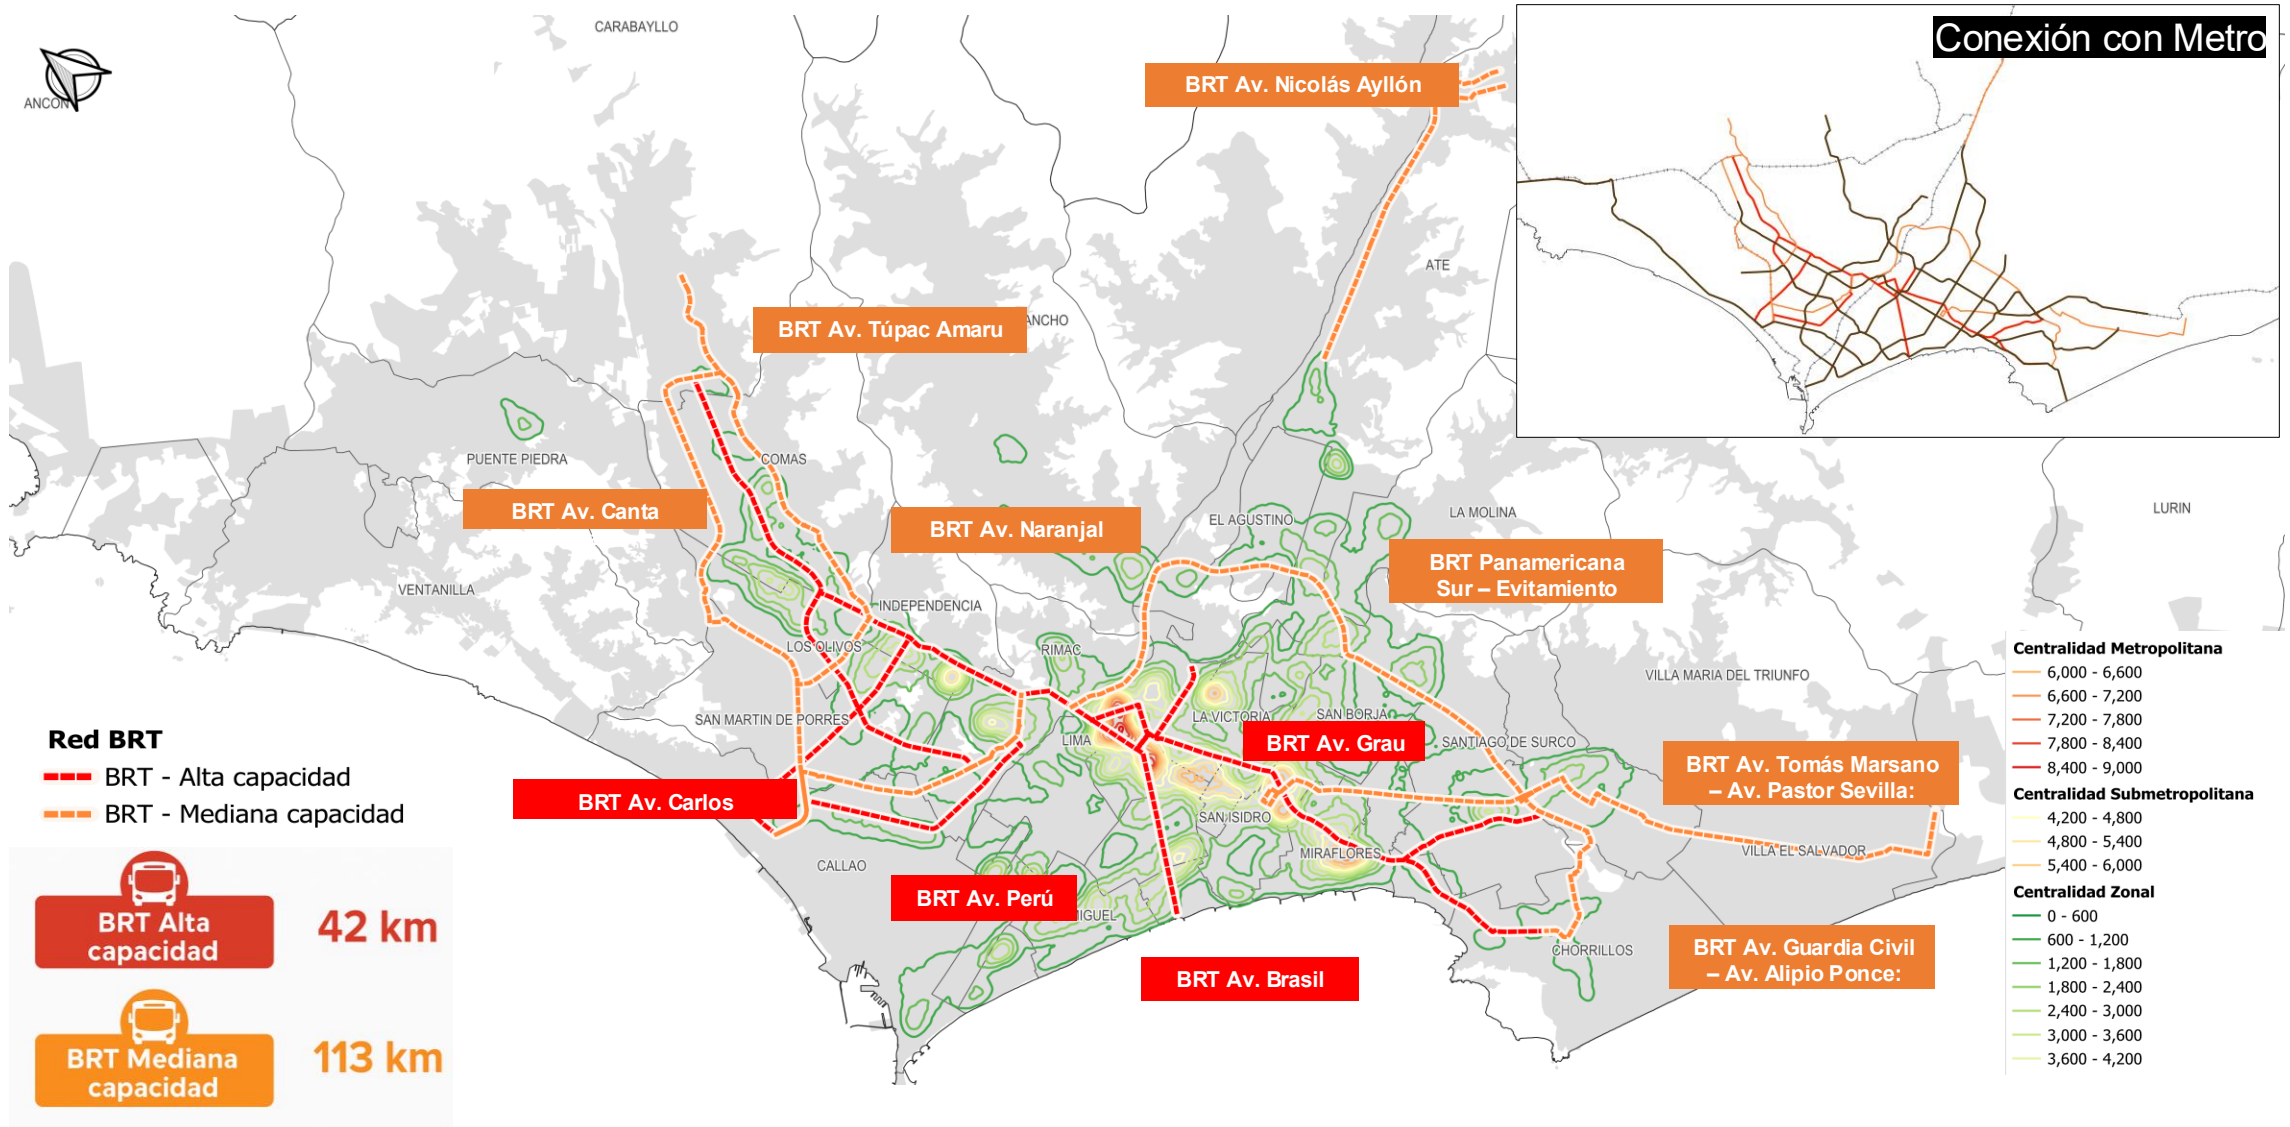 CARABAYLLO
Conexión con Metro
ANCON
BRT Av. Nicolás Ayllón
ATE
BRT Av. Túpac Amaru
ANCHO
PUENTE PIEDRA
COMAS
BRT Av. Canta
BRT Av. Naranjal
EL AGUSTINO
LA MOLINA
LURIN
BRT Panamericana
Sur – Evitamiento
VENTANILLA
INDEPENDENCIA
LOS OLIVOS
RIMAC
VILLA MARIA DEL TRIUNFO
SAN MARTIN DE PORRES
LA VICTORIA
SAN BORJA
LIMA
BRT Av. Grau
SANTIAGO DE SURCO
BRT Av. Tomás Marsano
– Av. Pastor Sevilla:
BRT Av. Carlos
SAN ISIDRO
MIRAFLORES
VILLA EL SALVADOR
CALLAO
BRT Av. Perú
IGUEL
CHORRILLOS
BRT Av. Guardia Civil
– Av. Alipio Ponce:
BRT Av. Brasil
Red BRT
BRT - Alta capacidad
BRT - Mediana capacidad
BRT Alta
capacidad
42 km
BRT Mediana
capacidad
113 km
Centralidad Metropolitana
6,000 - 6,600
6,600 - 7,200
7,200 - 7,800
7,800 - 8,400
8,400 - 9,000
Centralidad Submetropolitana
4,200 - 4,800
4,800 - 5,400
5,400 - 6,000
Centralidad Zonal
0 - 600
600 - 1,200
1,200 - 1,800
1,800 - 2,400
2,400 - 3,000
3,000 - 3,600
3,600 - 4,200